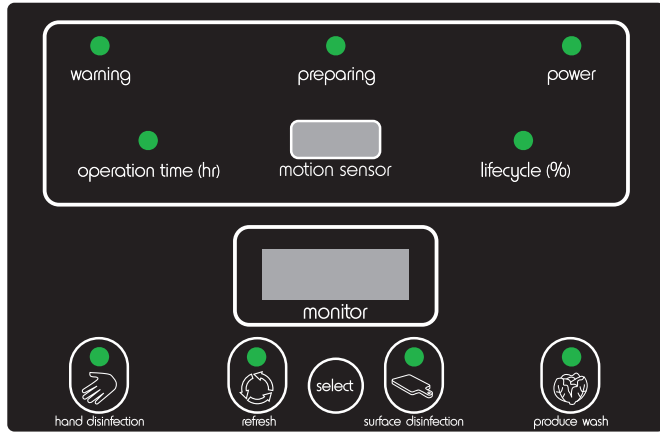 warning
preparing
power
operation time (hr)
motion sensor
lifecycle (%)
monitor
select
hand disinfection
refresh
surface disinfection
produce wash